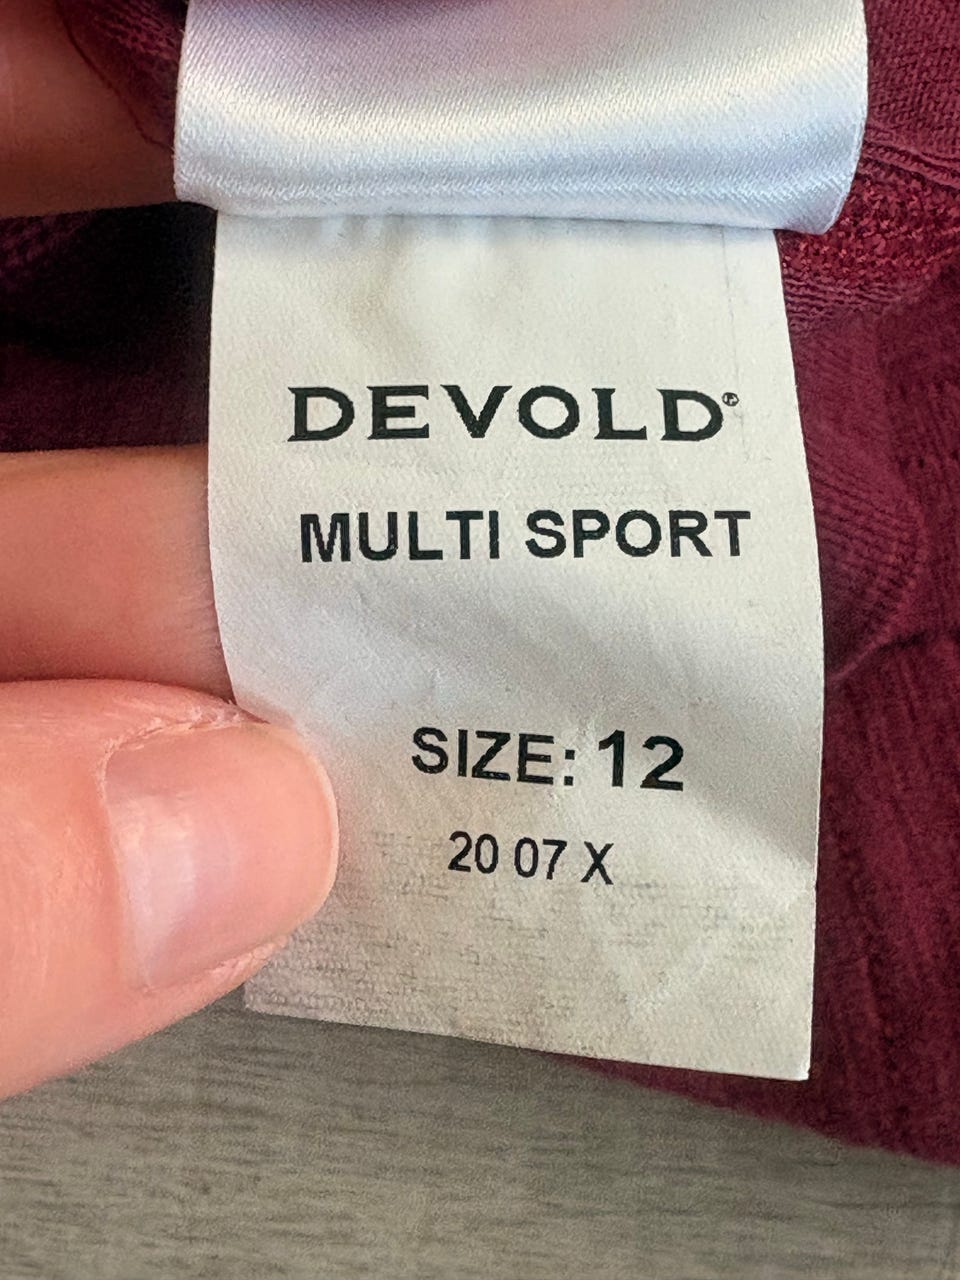 DEVOLD®
MULTI SPORT
SIZE: 12
20 07 X